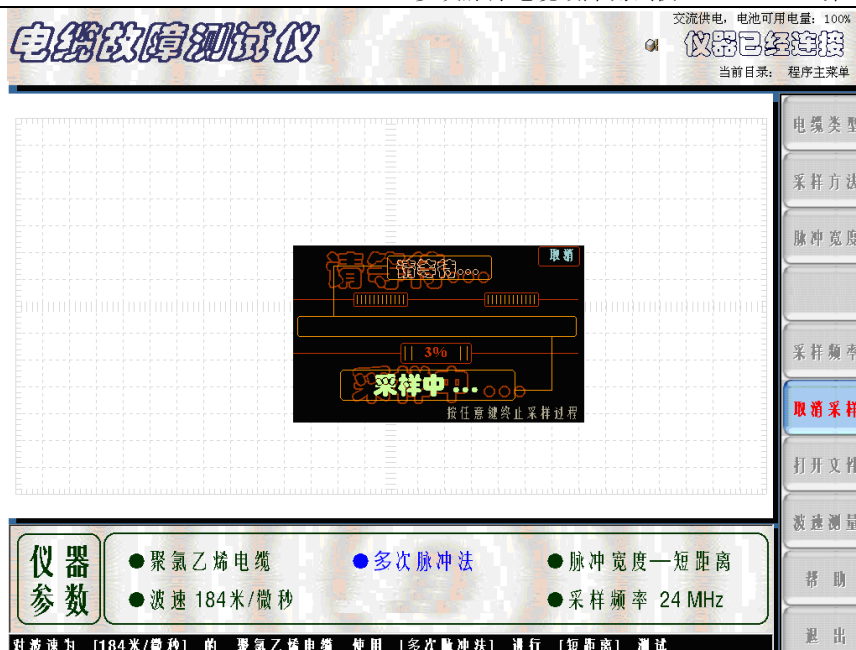 交流供电，电池可用电量：100%
电缆故障测试仪
仪器已经连接
当前目录： 程序主菜单
电缆类型
采样方法
脉冲宽度
取消
请等待...
采样频率
3%
采样中 ...
取消采样
按任意键终止采样过程
打开文件
波速测量
仪器参数
●聚氯乙烯电缆
●多次脉冲法
●脉冲宽度—短距离
●波速 184米/微秒
●采样频率 24 MHz
帮助
退出
对波速为 [184米/微秒] 的 聚氯乙烯电缆 使用 [多次脉冲法] 进行 [短距离] 测试